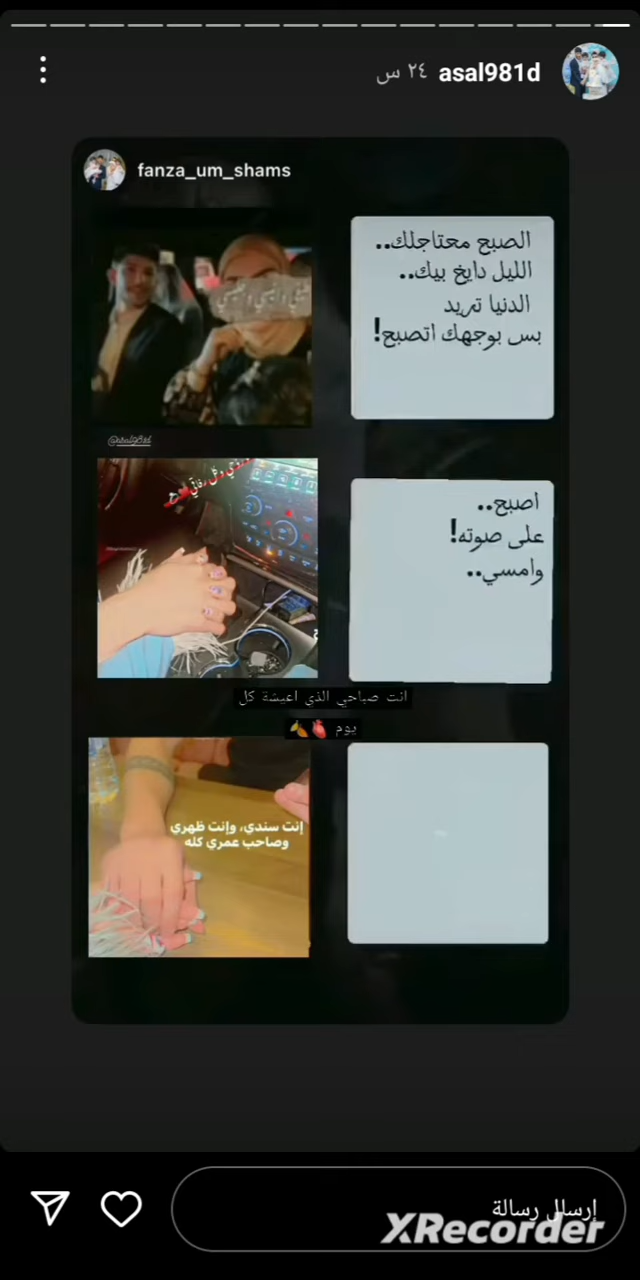 asal981d ٢٤ س
fanza_um_shams
الصبح محتاجلك..
الليل دايخ بيك..
الدنيا تريد
بس بوجهك اتصبح!
@asal981d
اصبح..
على صوته!
وامسي..
انت صباحي الذي اعيشة كل
يوم
إنت سندي، وإنت ظهري
وصاحب عمري كله
إرسال رسالة
XRecorder